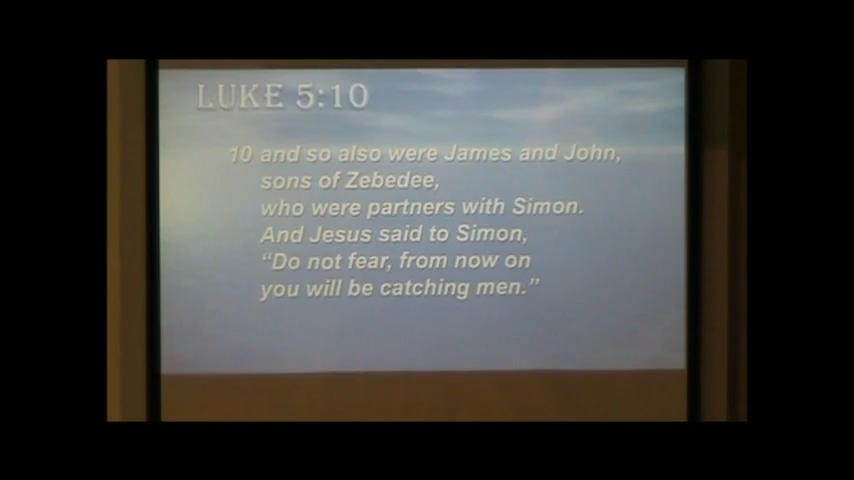 LUKE 5:10
10 and so also were James and John,
sons of Zebedee,
who were partners with Simon.
And Jesus said to Simon,
“Do not fear, from now on
you will be catching men.”